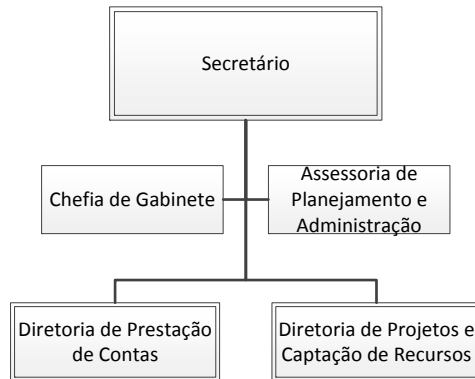 Secretário
Chefia de Gabinete
Assessoria de
Planejamento e
Administração
Diretoria de Prestação
de Contas
Diretoria de Projetos e
Captação de Recursos